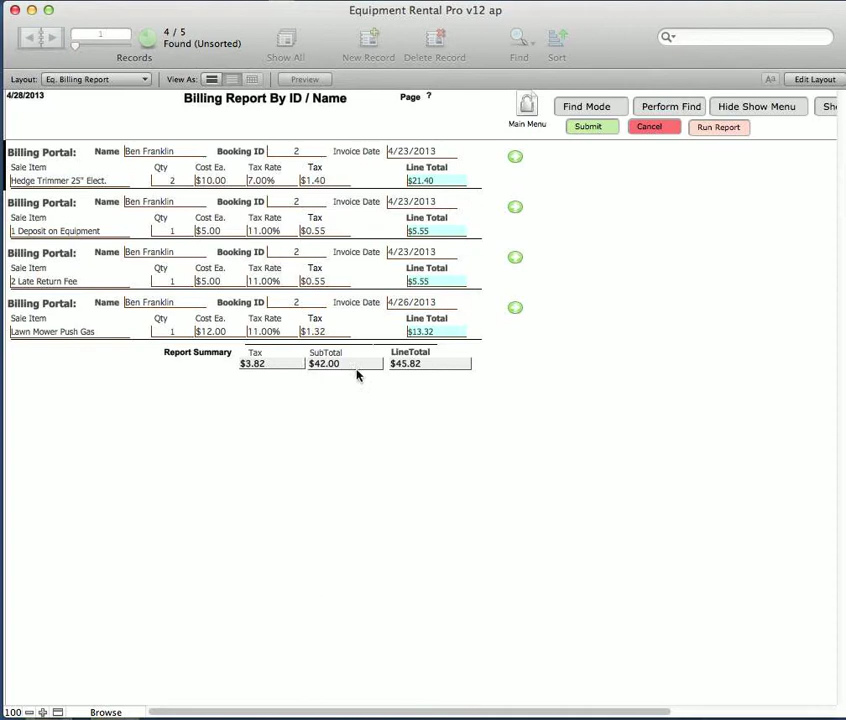 Equipment Rental Pro v12 ap
1
4 / 5
Found (Unsorted)
Records
Show All
New Record
Delete Record
Find
Sort
Layout: Eq. Billing Report
View As:
Preview
Aa
Edit Layout
4/28/2013
Billing Report By ID / Name
Page ?
Main Menu
Find Mode
Perform Find
Hide Show Menu
Sho
Submit
Cancel
Run Report
Billing Portal: Name Ben Franklin Booking ID 2 Invoice Date 4/23/2013
Sale Item Qty Cost Ea. Tax Rate Tax Line Total
Hedge Trimmer 25" Elect. 2 $10.00 7.00% $1.40 $21.40
Billing Portal: Name Ben Franklin Booking ID 2 Invoice Date 4/23/2013
Sale Item Qty Cost Ea. Tax Rate Tax Line Total
1 Deposit on Equipment 1 $5.00 11.00% $0.55 $5.55
Billing Portal: Name Ben Franklin Booking ID 2 Invoice Date 4/23/2013
Sale Item Qty Cost Ea. Tax Rate Tax Line Total
2 Late Return Fee 1 $5.00 11.00% $0.55 $5.55
Billing Portal: Name Ben Franklin Booking ID 2 Invoice Date 4/26/2013
Sale Item Qty Cost Ea. Tax Rate Tax Line Total
Lawn Mower Push Gas 1 $12.00 11.00% $1.32 $13.32
Report Summary Tax SubTotal LineTotal
$3.82 $42.00 $45.82
100
Browse